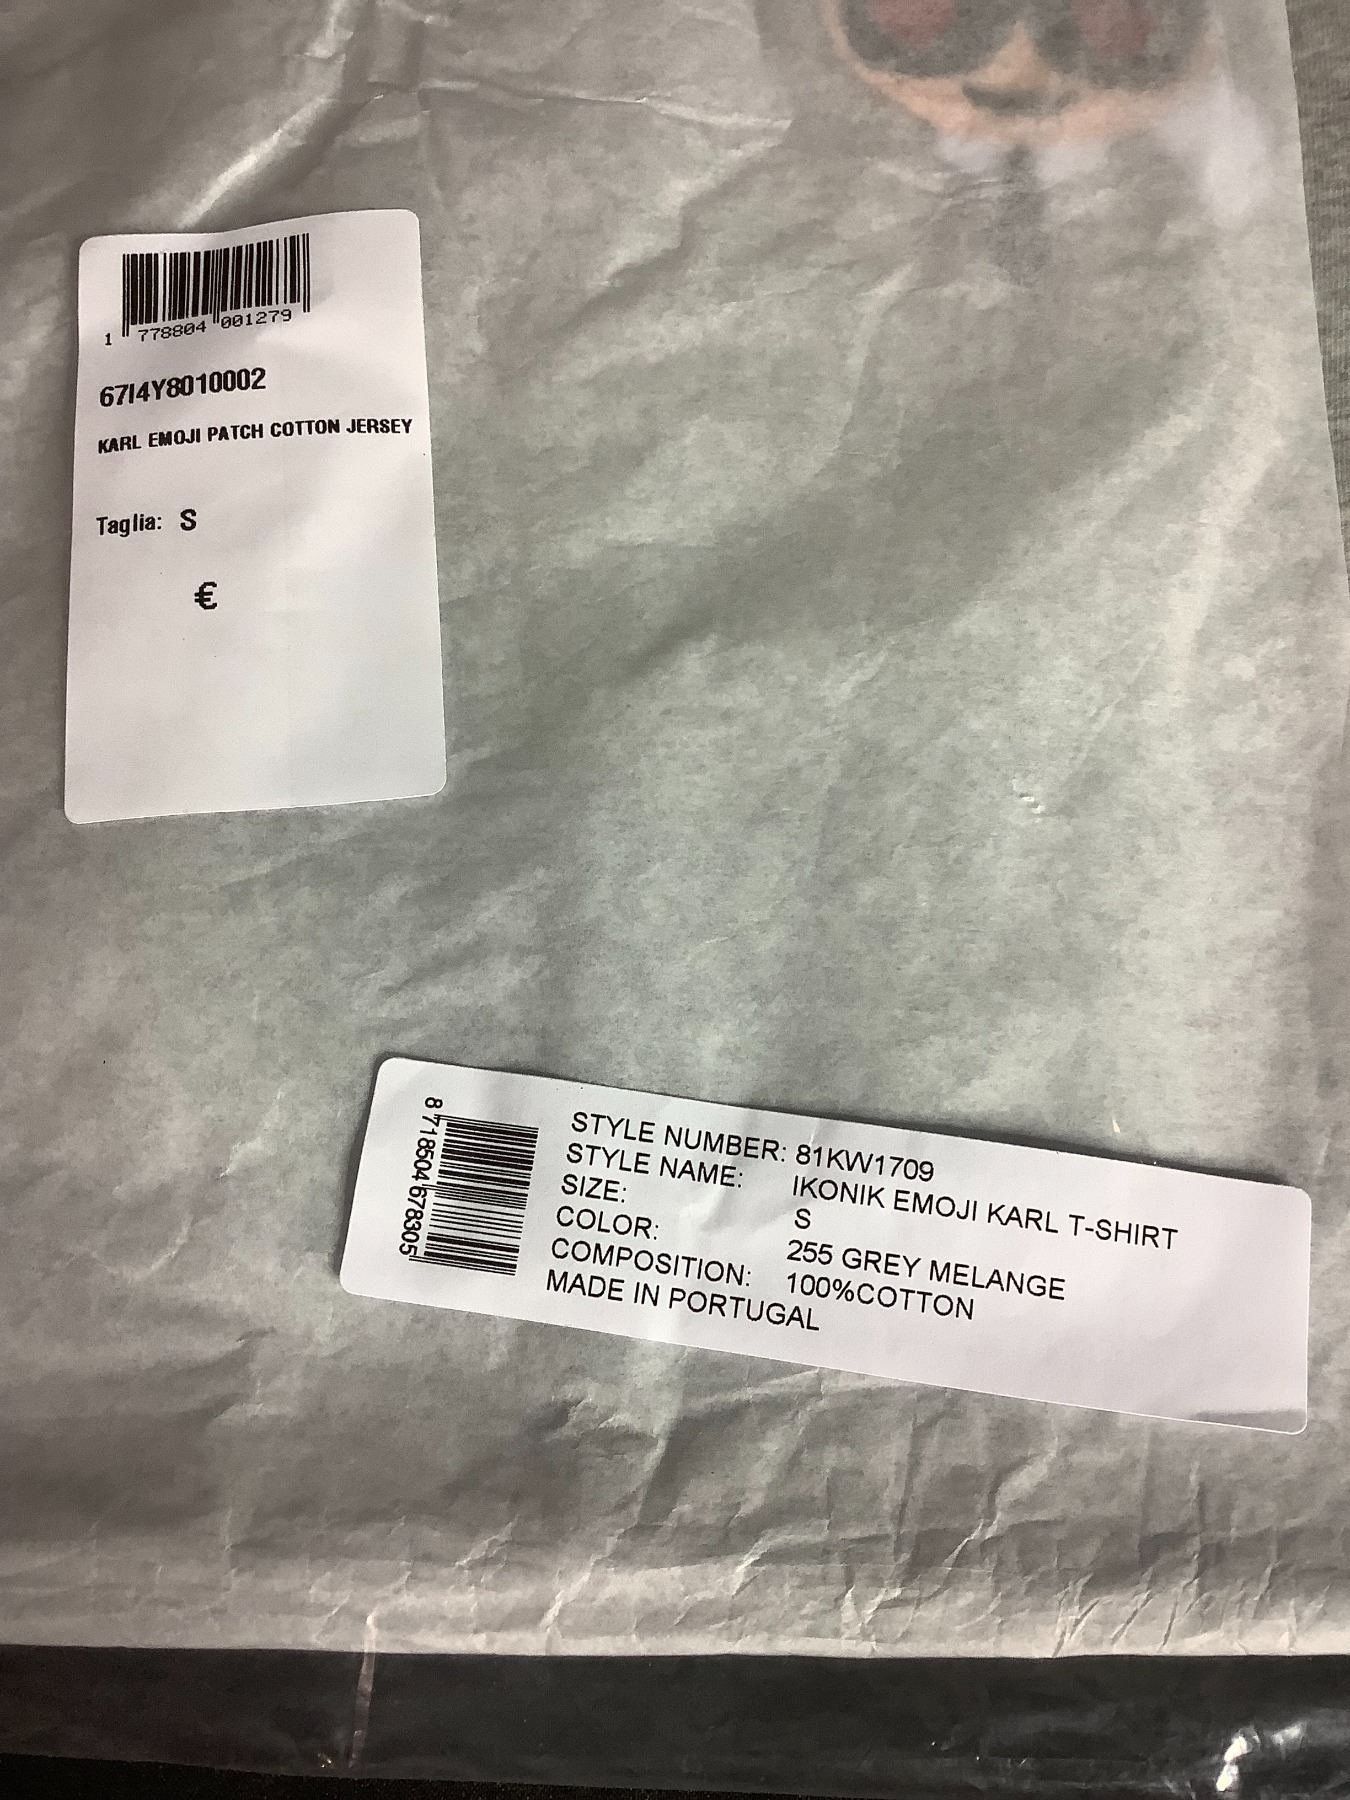 1 778804 001279
67I4Y8010002
KARL EMOJI PATCH COTTON JERSEY
Taglia: S
€
8 718504 678305
STYLE NUMBER: 81KW1709
STYLE NAME: IKONIK EMOJI KARL T-SHIRT
SIZE: S
COLOR: 255 GREY MELANGE
COMPOSITION: 100%COTTON
MADE IN PORTUGAL